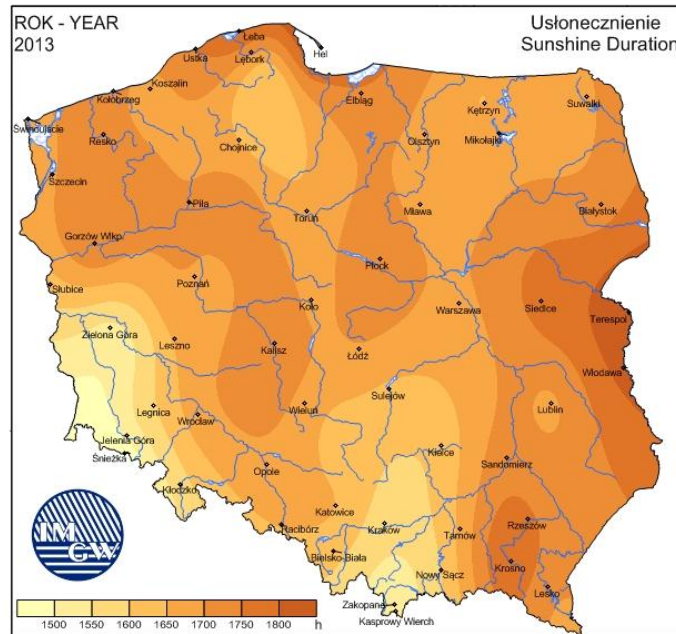 ROK - YEAR
2013
Usłonecznienie
Sunshine Duration
Łeba
Ustka
Lębork
Hel
Koszalin
Kołobrzeg
Elbląg
Kętrzyn
Suwałki
Świnoujście
Resko
Chojnice
Olsztyn
Mikołajki
Szczecin
Piła
Toruń
Mława
Białystok
Gorzów Wlkp.
Płock
Słubice
Poznań
Koło
Warszawa
Siedlce
Terespol
Zielona Góra
Leszno
Kalisz
Łódź
Włodawa
Sulejów
Legnica
Wrocław
Wieluń
Lublin
Jelenia Góra
Śnieżka
Kielce
Sandomierz
Opole
Kłodzko
Katowice
Racibórz
Kraków
Tarnów
Rzeszów
Bielsko-Biała
Nowy Sącz
Krosno
Lesko
Zakopane
Kasprowy Wierch
IM
GW
1500 1550 1600 1650 1700 1750 1800 h